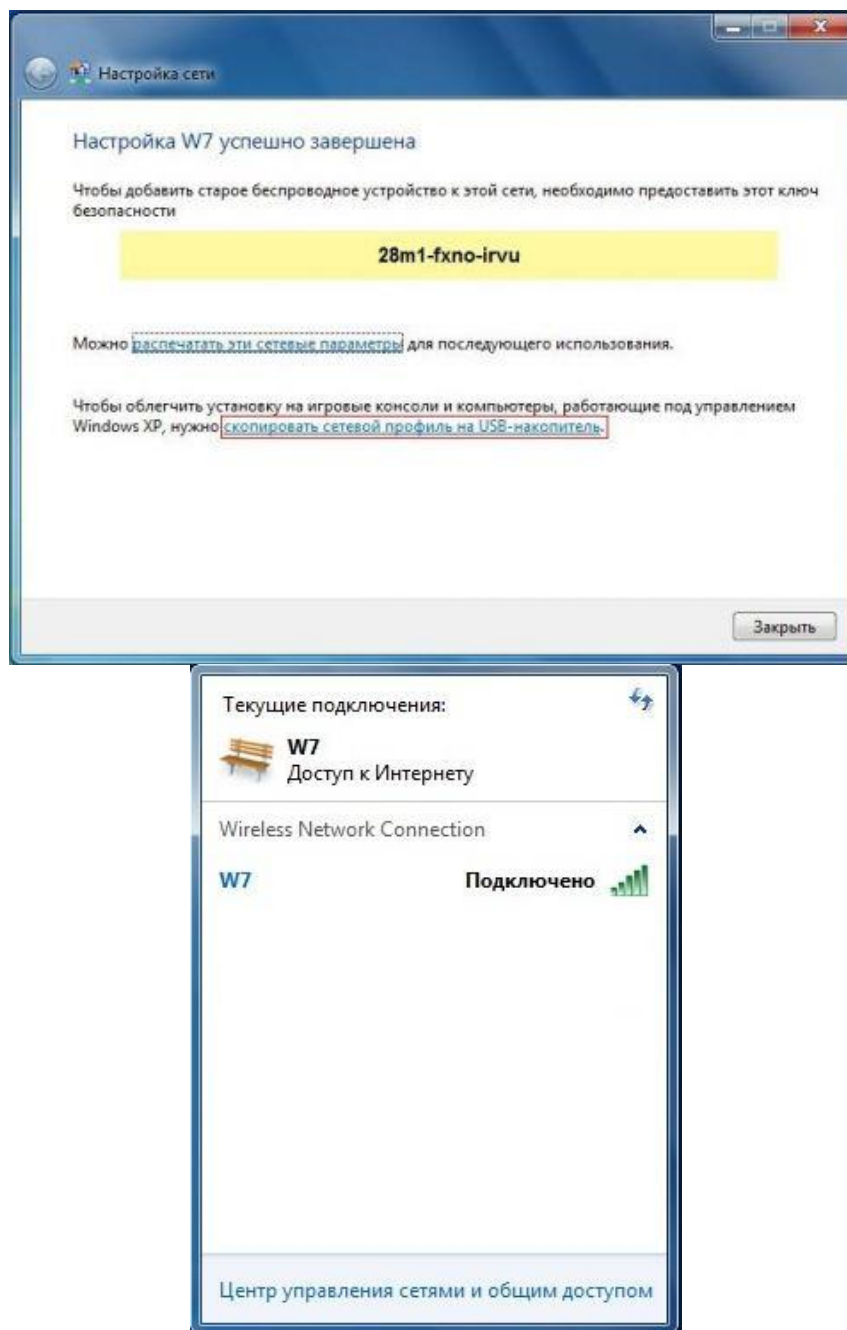 Настройка сети
Настройка W7 успешно завершена
Чтобы добавить старое беспроводное устройство к этой сети, необходимо предоставить этот ключ
безопасности
28m1-fxno-irvu
Можно распечатать эти сетевые параметры для последующего использования.
Чтобы облегчить установку на игровые консоли и компьютеры, работающие под управлением
Windows XP, нужно скопировать сетевой профиль на USB-накопитель.
Закрыть
Текущие подключения:
W7
Доступ к Интернету
Wireless Network Connection
W7 Подключено
Центр управления сетями и общим доступом